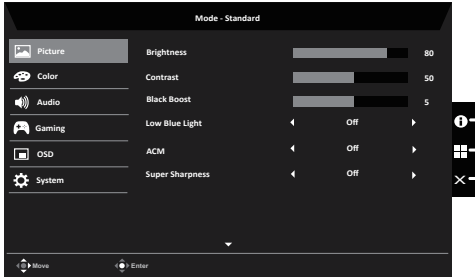 Mode - Standard
Picture
Color
Audio
Gaming
OSD
System
Brightness 80
Contrast 50
Black Boost 5
Low Blue Light Off
ACM Off
Super Sharpness Off
Move Enter